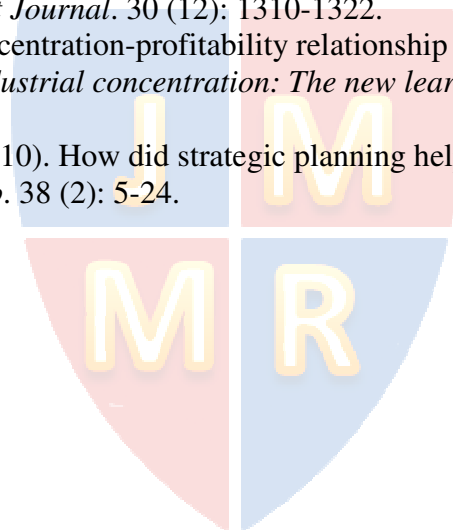 t Journal. 30 (12): 1310-1322.
centration-profitability relationship
dustrial concentration: The new lear
10). How did strategic planning hel
. 38 (2): 5-24.
J M
M R